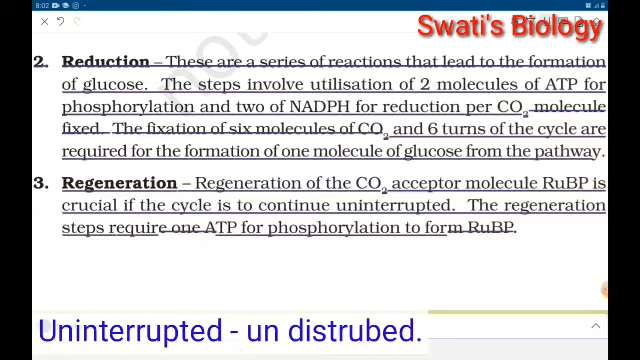 8:02
Swati's Biology
not
2. Reduction – These are a series of reactions that lead to the formation
of glucose. The steps involve utilisation of 2 molecules of ATP for
phosphorylation and two of NADPH for reduction per CO₂ molecule
fixed. The fixation of six molecules of CO₂ and 6 turns of the cycle are
required for the formation of one molecule of glucose from the pathway.
3. Regeneration – Regeneration of the CO₂ acceptor molecule RuBP is
crucial if the cycle is to continue uninterrupted. The regeneration
steps require one ATP for phosphorylation to form RuBP.
Uninterrupted - un distrubed.